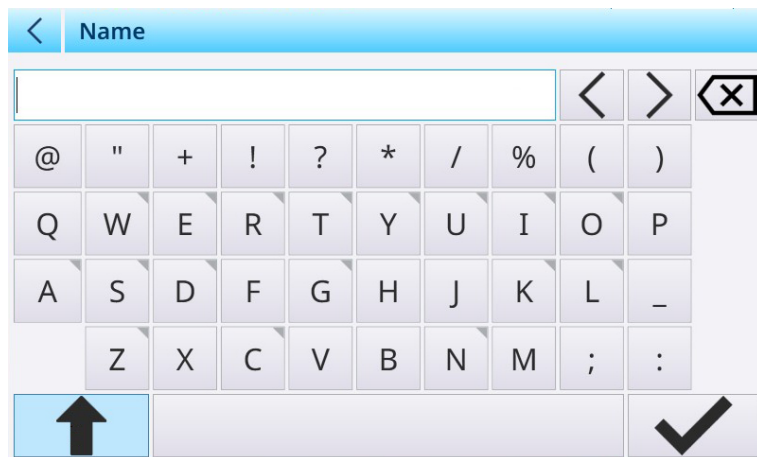 Name
@ " + ! ? * / % ( )
Q W E R T Y U I O P
A S D F G H J K L _
Z X C V B N M ; :